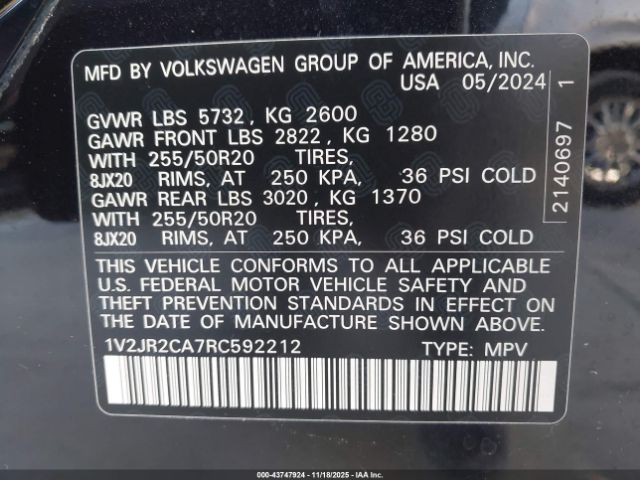 MFD BY VOLKSWAGEN GROUP OF AMERICA, INC.
USA 05/2024
GVWR LBS 5732, KG 2600
GAWR FRONT LBS 2822, KG 1280
WITH 255/50R20 TIRES,
8JX20 RIMS, AT 250 KPA, 36 PSI COLD
GAWR REAR LBS 3020, KG 1370
WITH 255/50R20 TIRES,
8JX20 RIMS, AT 250 KPA, 36 PSI COLD
2140697 1
THIS VEHICLE CONFORMS TO ALL APPLICABLE
U.S. FEDERAL MOTOR VEHICLE SAFETY AND
THEFT PREVENTION STANDARDS IN EFFECT ON
THE DATE OF MANUFACTURE SHOWN ABOVE.
1V2JR2CA7RC592212 TYPE: MPV
000-43747924 - 11/18/2025 - IAAI.com